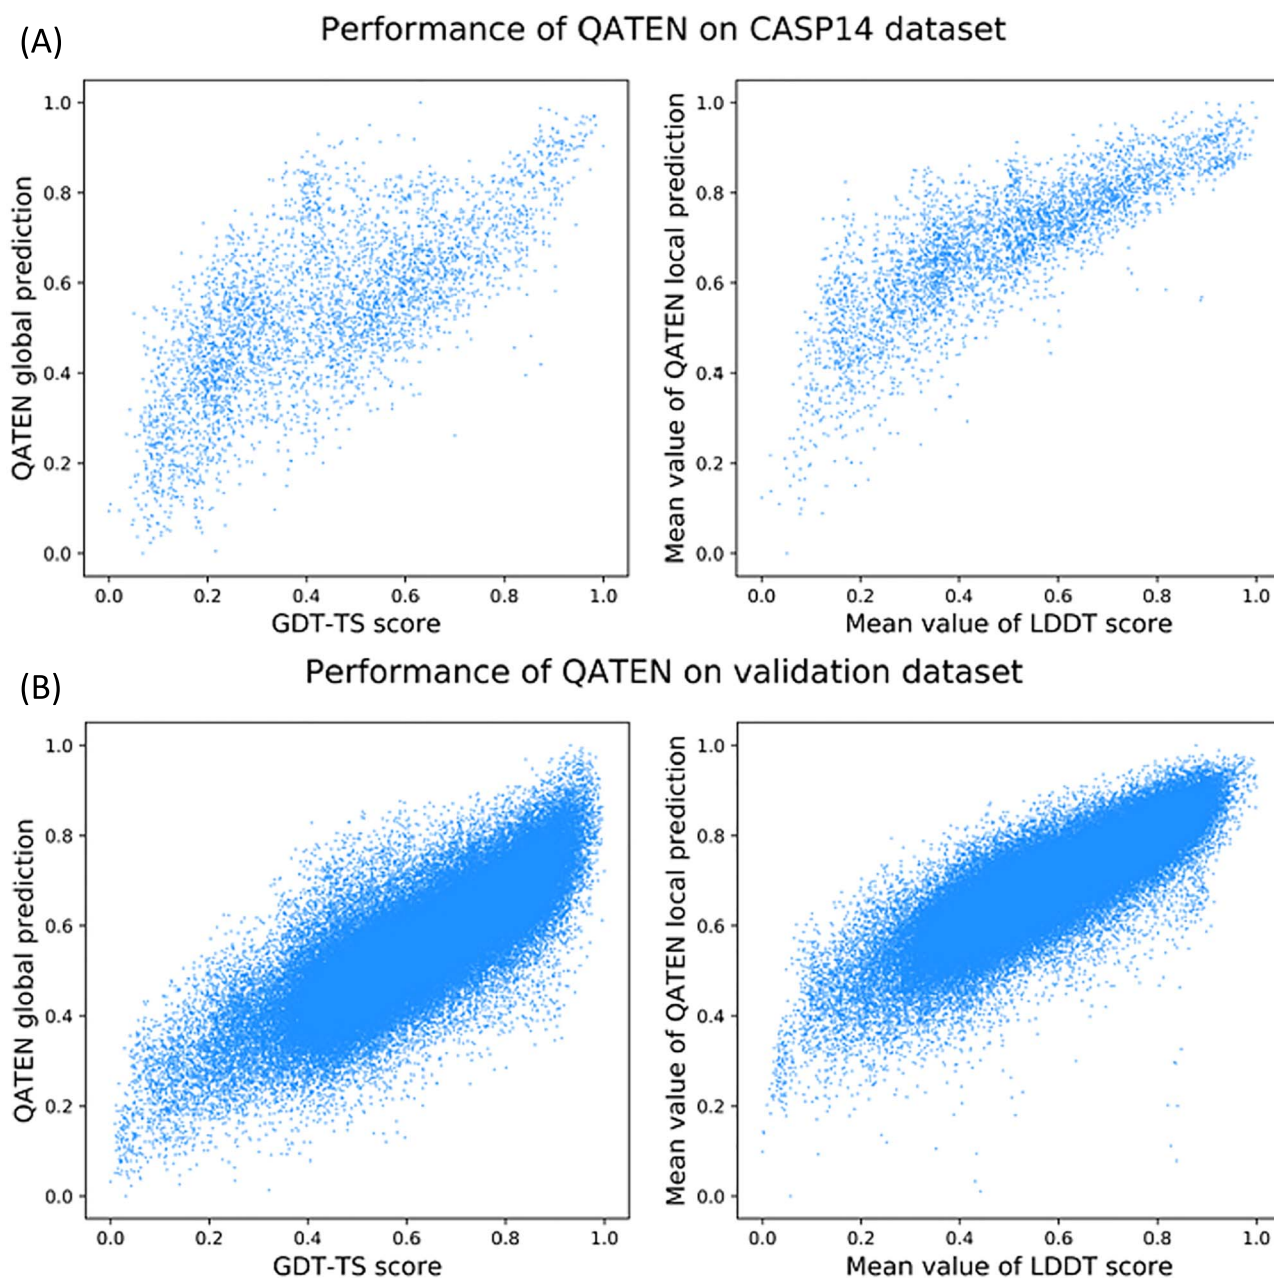 (A)
Performance of QATEN on CASP14 dataset
QATEN global prediction
1.0
0.8
0.6
0.4
0.2
0.0
0.0 0.2 0.4 0.6 0.8 1.0
GDT-TS score
Mean value of QATEN local prediction
1.0
0.8
0.6
0.4
0.2
0.0
0.0 0.2 0.4 0.6 0.8 1.0
Mean value of LDDT score
(B)
Performance of QATEN on validation dataset
QATEN global prediction
1.0
0.8
0.6
0.4
0.2
0.0
0.0 0.2 0.4 0.6 0.8 1.0
GDT-TS score
Mean value of QATEN local prediction
1.0
0.8
0.6
0.4
0.2
0.0
0.0 0.2 0.4 0.6 0.8 1.0
Mean value of LDDT score